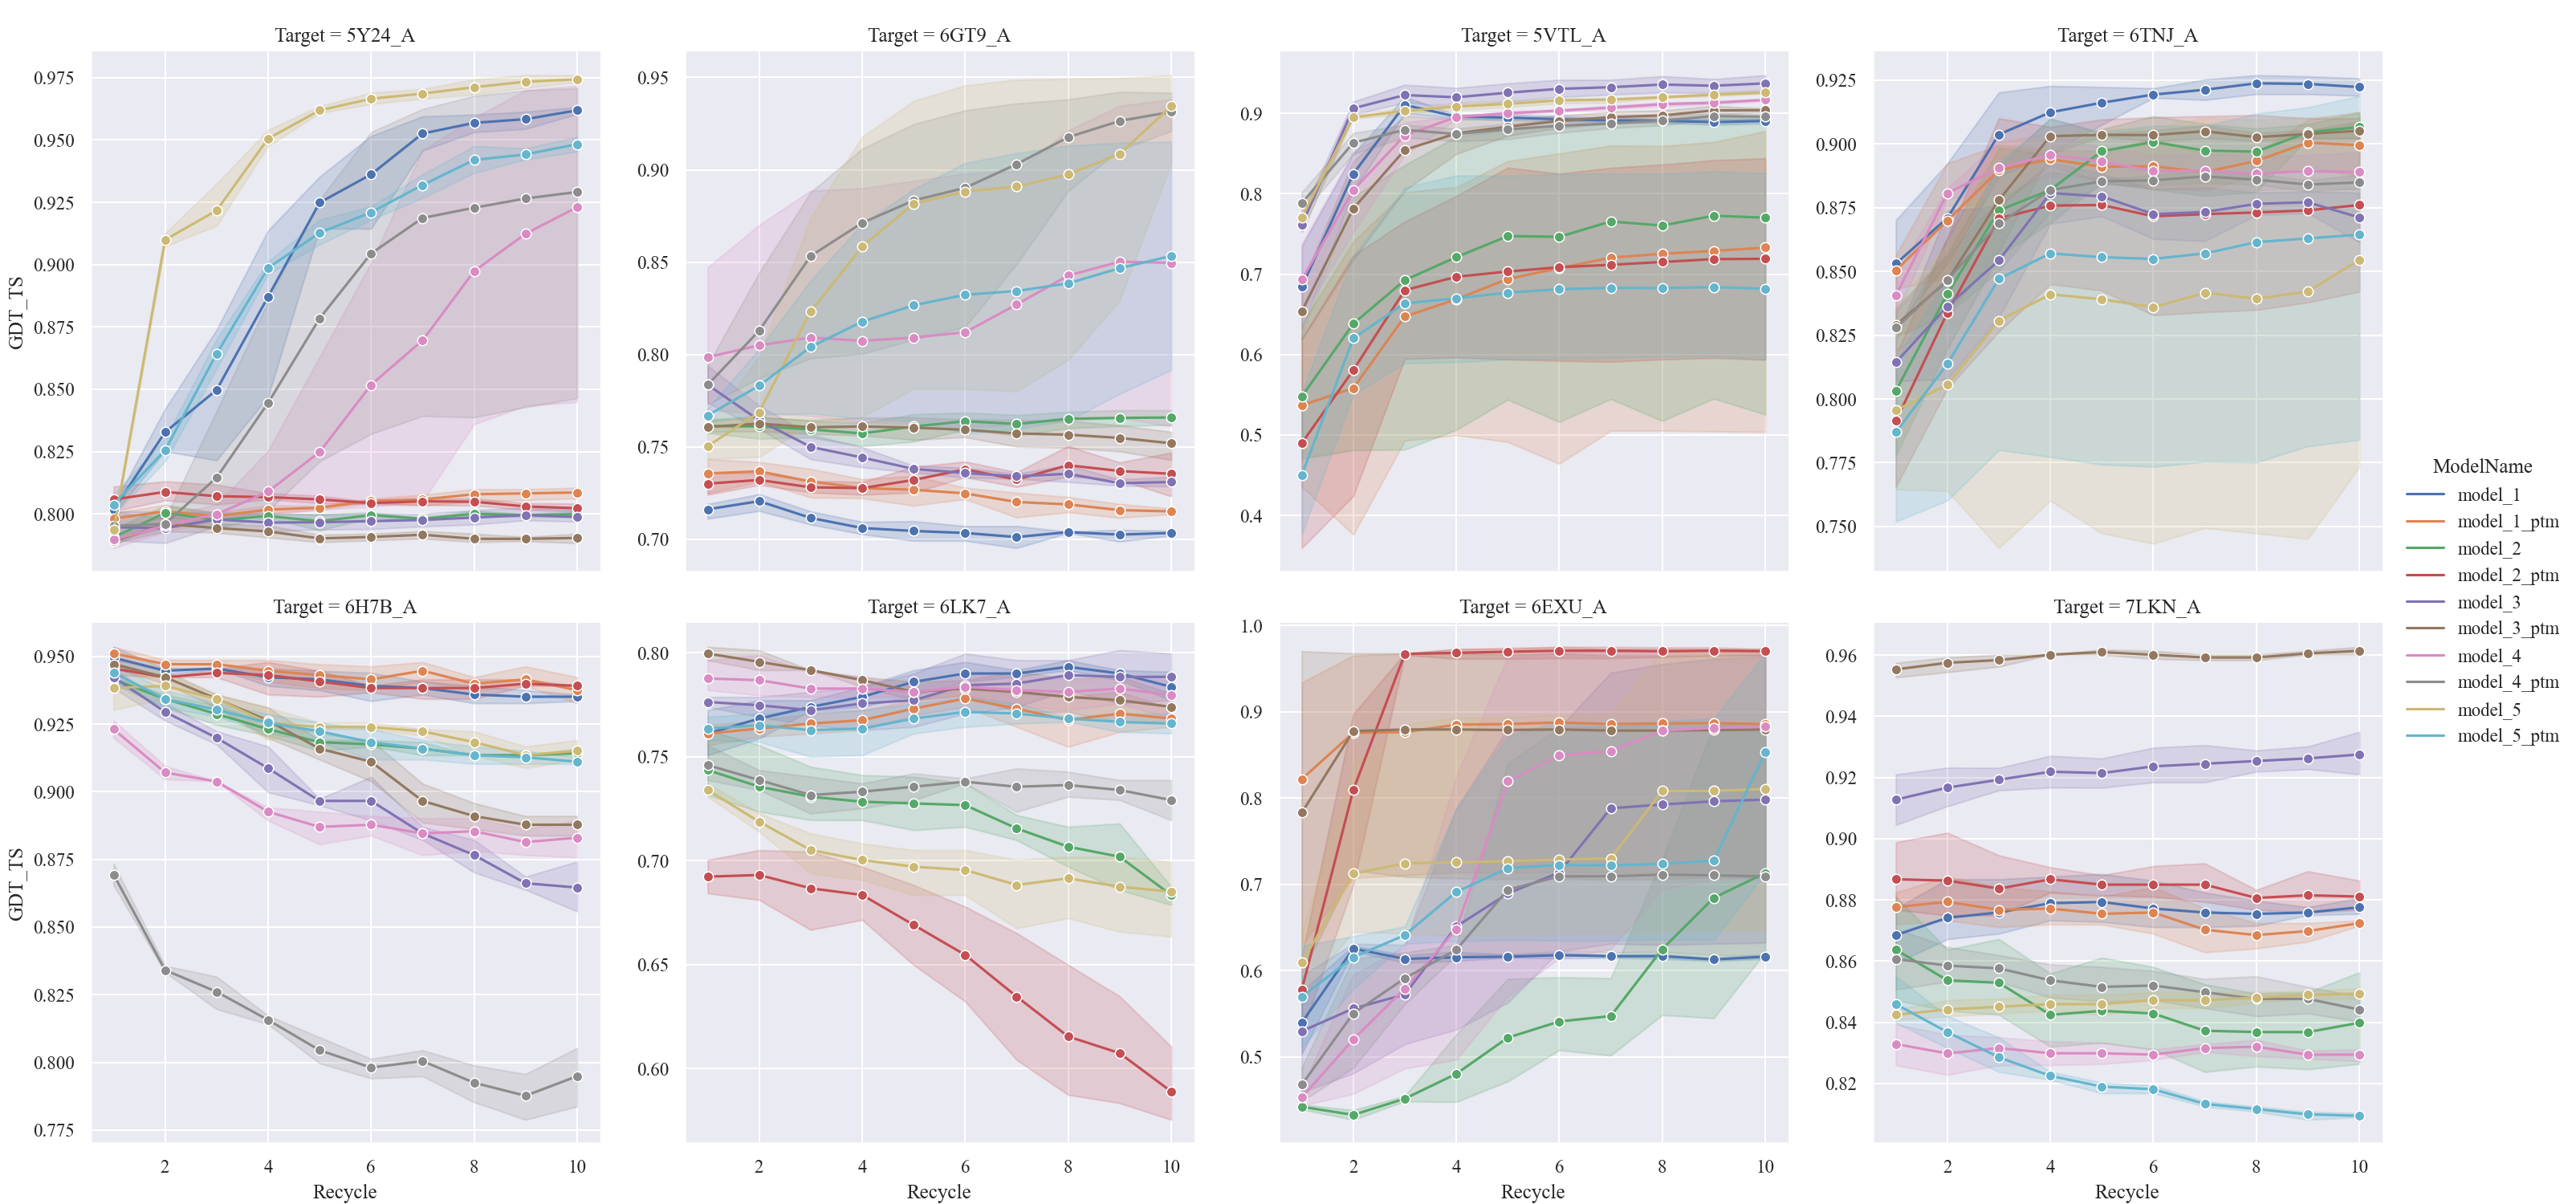 Target = 5Y24_A
Target = 6GT9_A
Target = 5VTL_A
Target = 6TNJ_A
GDT_TS
0.975
0.950
0.925
0.900
0.875
0.850
0.825
0.800
0.95
0.90
0.85
0.80
0.75
0.70
0.9
0.8
0.7
0.6
0.5
0.4
0.925
0.900
0.875
0.850
0.825
0.800
0.775
0.750
ModelName
model_1
model_1_ptm
model_2
model_2_ptm
model_3
model_3_ptm
model_4
model_4_ptm
model_5
model_5_ptm
Target = 6H7B_A
Target = 6LK7_A
Target = 6EXU_A
Target = 7LKN_A
GDT_TS
0.950
0.925
0.900
0.875
0.850
0.825
0.800
0.775
0.80
0.75
0.70
0.65
0.60
1.0
0.9
0.8
0.7
0.6
0.5
0.96
0.94
0.92
0.90
0.88
0.86
0.84
0.82
2 4 6 8 10
2 4 6 8 10
2 4 6 8 10
2 4 6 8 10
Recycle
Recycle
Recycle
Recycle